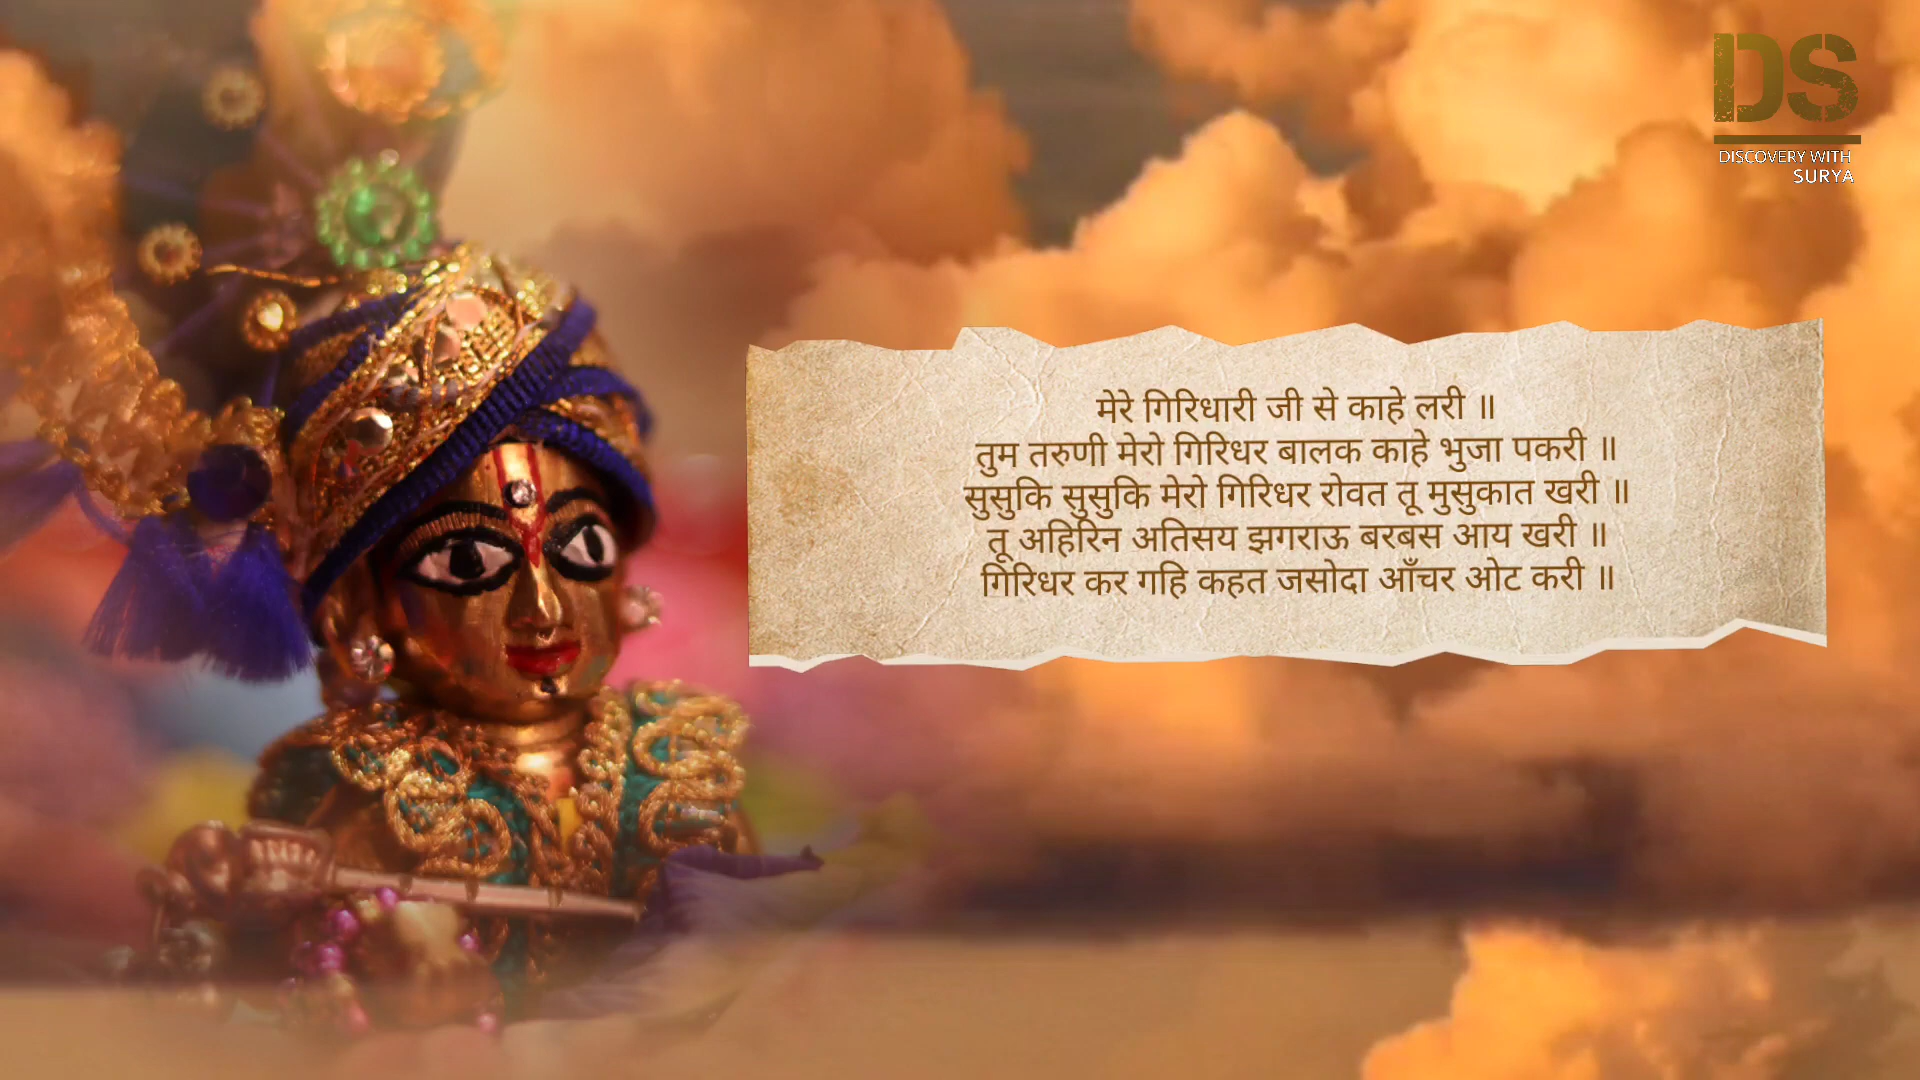 DS
DISCOVERY WITH
SURYA
मेरे गिरिधारी जी से काहे लरी ॥
तुम तरुणी मेरो गिरिधर बालक काहे भुजा पकरी ॥
सुसुकि सुसुकि मेरो गिरिधर रोवत तू मुसुकात खरी ॥
तू अहिरिन अतिसय झगराऊ बरबस आय खरी ॥
गिरिधर कर गहि कहत जसोदा आँचर ओट करी ॥